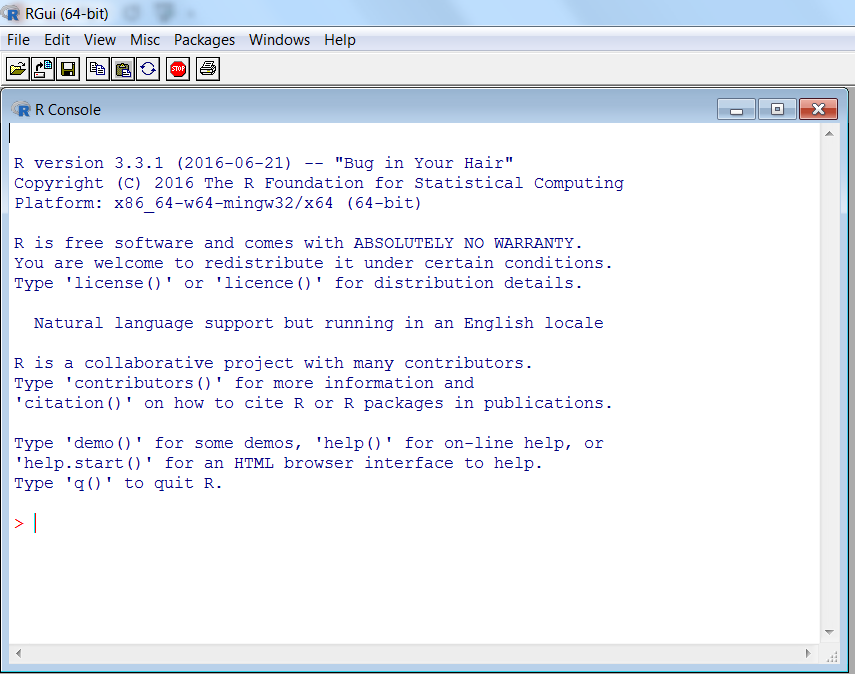 RGui (64-bit)
File Edit View Misc Packages Windows Help
STOP
R Console
R version 3.3.1 (2016-06-21) -- "Bug in Your Hair"
Copyright (C) 2016 The R Foundation for Statistical Computing
Platform: x86_64-w64-mingw32/x64 (64-bit)
R is free software and comes with ABSOLUTELY NO WARRANTY.
You are welcome to redistribute it under certain conditions.
Type 'license()' or 'licence()' for distribution details.
Natural language support but running in an English locale
R is a collaborative project with many contributors.
Type 'contributors()' for more information and
'citation()' on how to cite R or R packages in publications.
Type 'demo()' for some demos, 'help()' for on-line help, or
'help.start()' for an HTML browser interface to help.
Type 'q()' to quit R.
>